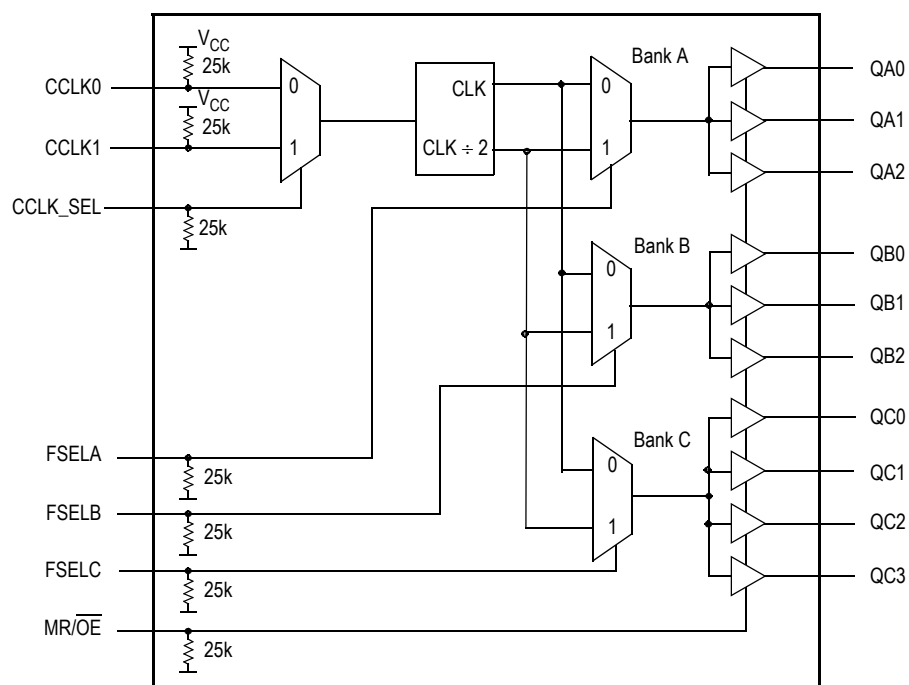 VCC
25k
CCLK0
VCC
25k
CCLK1
CCLK_SEL
25k
0
1
CLK
CLK ÷ 2
Bank A
0
1
QA0
QA1
QA2
Bank B
0
1
QB0
QB1
QB2
Bank C
0
1
QC0
QC1
QC2
QC3
FSELA
25k
FSELB
25k
FSELC
25k
MR/O̅E̅
25k